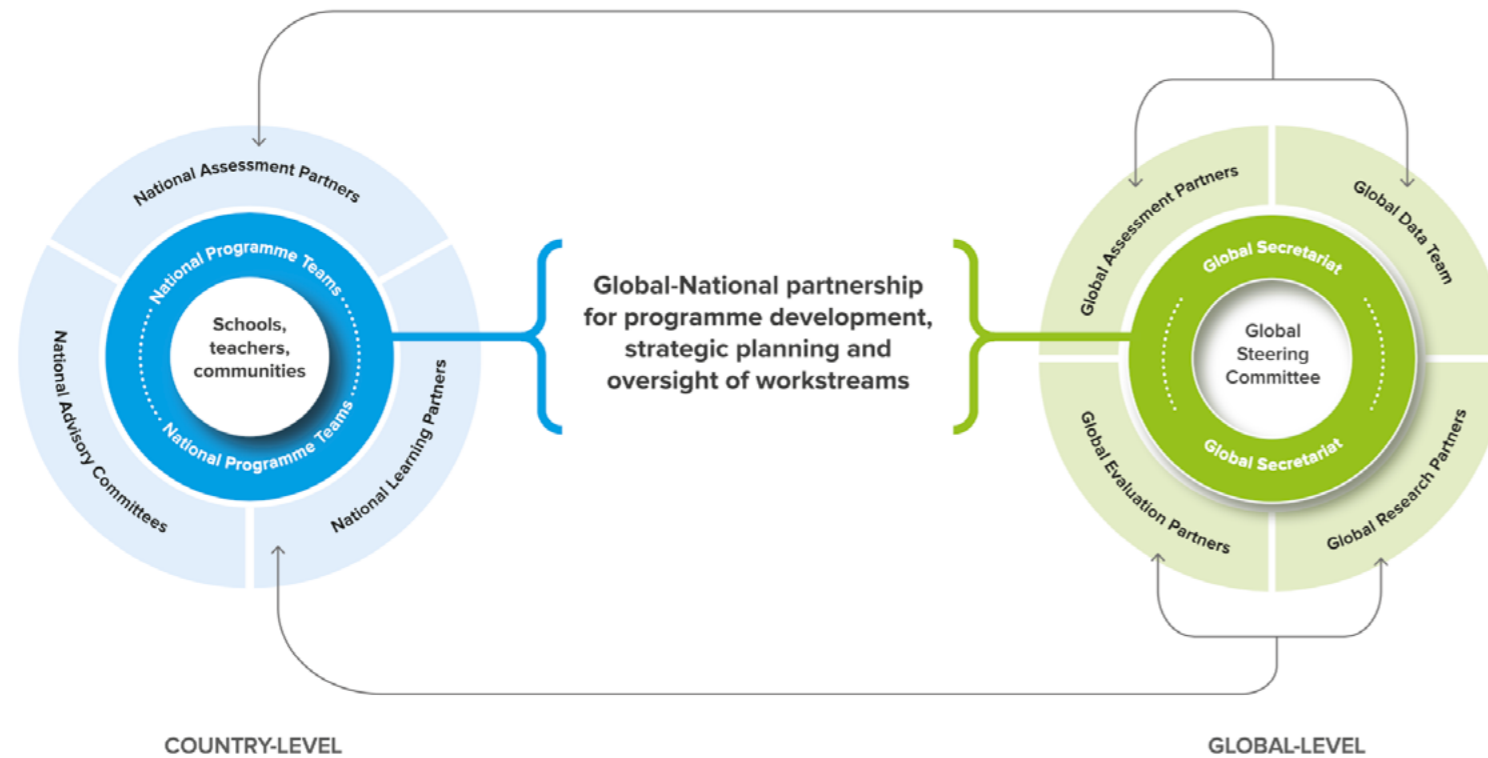 National Assessment Partners
National Programme Teams
Schools,
teachers,
communities
National Programme Teams
National Advisory Committees
National Learning Partners
Global-National partnership
for programme development,
strategic planning and
oversight of workstreams
Global Assessment Partners
Global Data Team
Global Secretariat
Global
Steering
Committee
Global Secretariat
Global Evaluation Partners
Global Research Partners
COUNTRY-LEVEL
GLOBAL-LEVEL